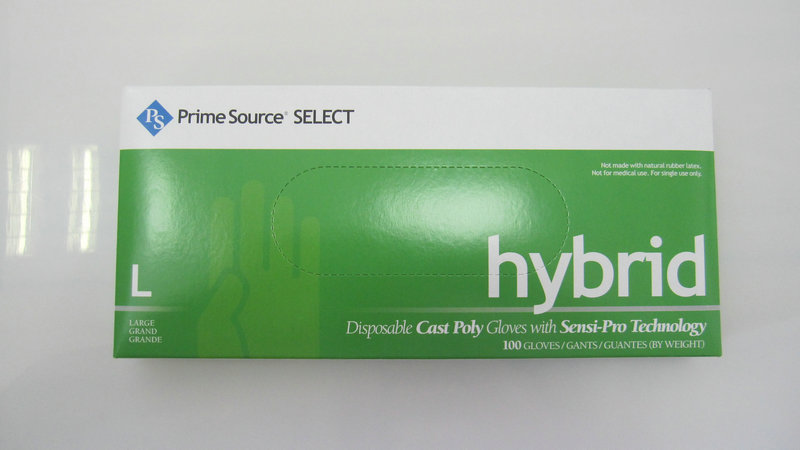 PS Prime Source® SELECT
Not made with natural rubber latex.
Not for medical use. For single use only.
hybrid
L
LARGE
GRAND
GRANDE
Disposable Cast Poly Gloves with Sensi-Pro Technology
100 GLOVES / GANTS / GUANTES (BY WEIGHT)